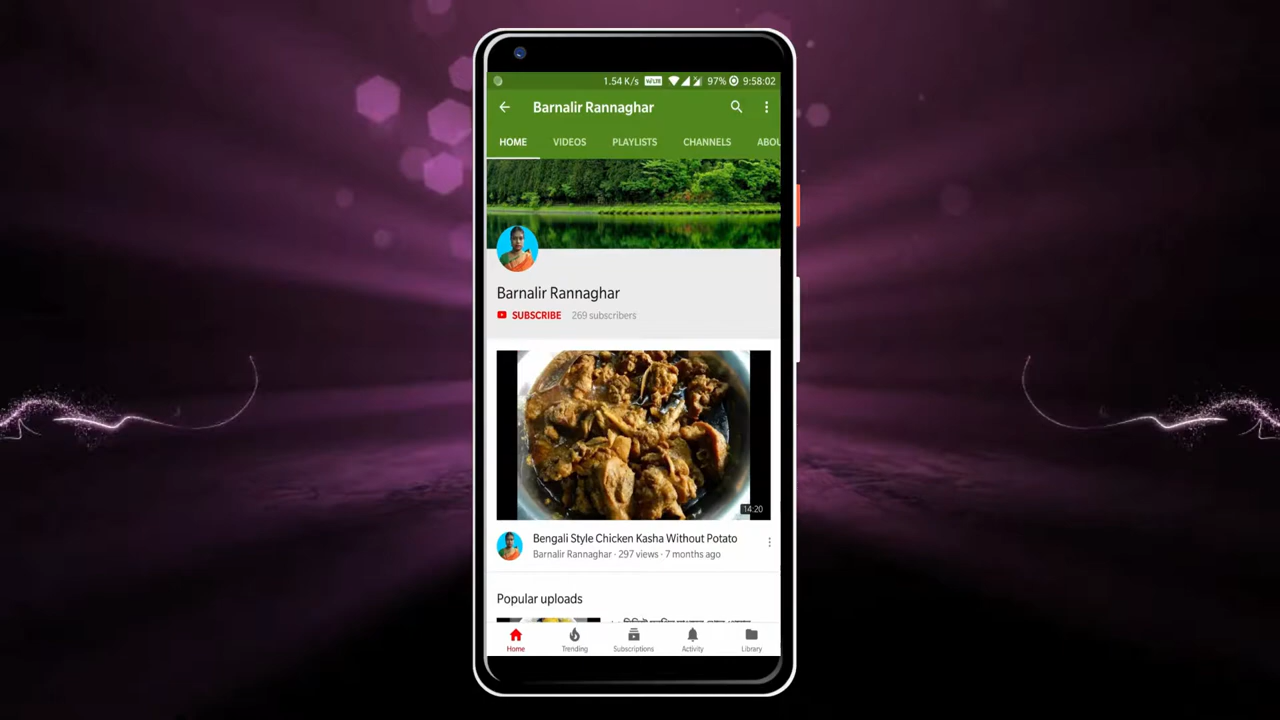 1.54 K/s VoLTE 97% 9:58:02
Barnalir Rannaghar
HOME VIDEOS PLAYLISTS CHANNELS ABOU
Barnalir Rannaghar
SUBSCRIBE 269 subscribers
14:20
Bengali Style Chicken Kasha Without Potato
Barnalir Rannaghar · 297 views · 7 months ago
Popular uploads
Home Trending Subscriptions Activity Library